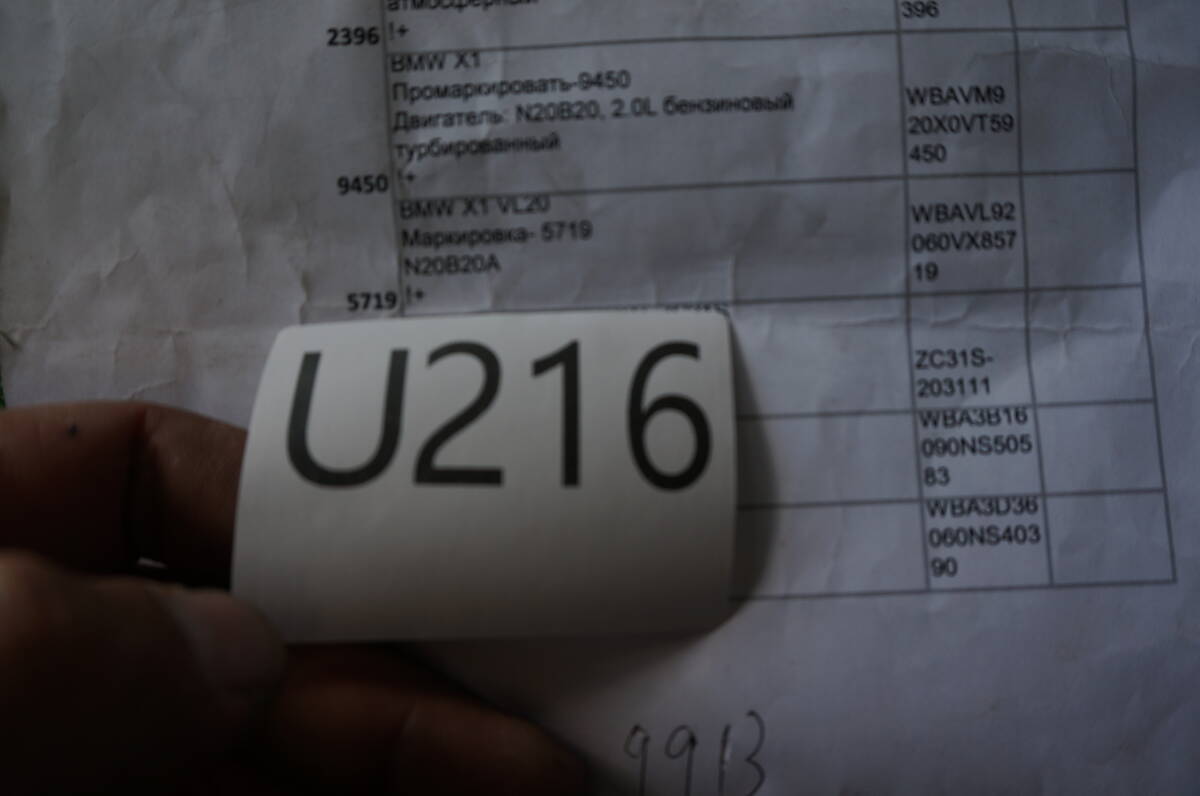 атмосферный
396
2396 !+
BMW X1
Промаркировать-9450
Двигатель: N20B20, 2.0L бензиновый
турбированный
9450 !+
WBAVM9
20X0VT59
450
BMW X1 VL20
Маркировка- 5719
N20B20A
5719 !+
WBAVL92
060VX857
19
ZC31S-
203111
WBA3B16
090NS505
83
WBA3D36
060NS403
90
U216
9913